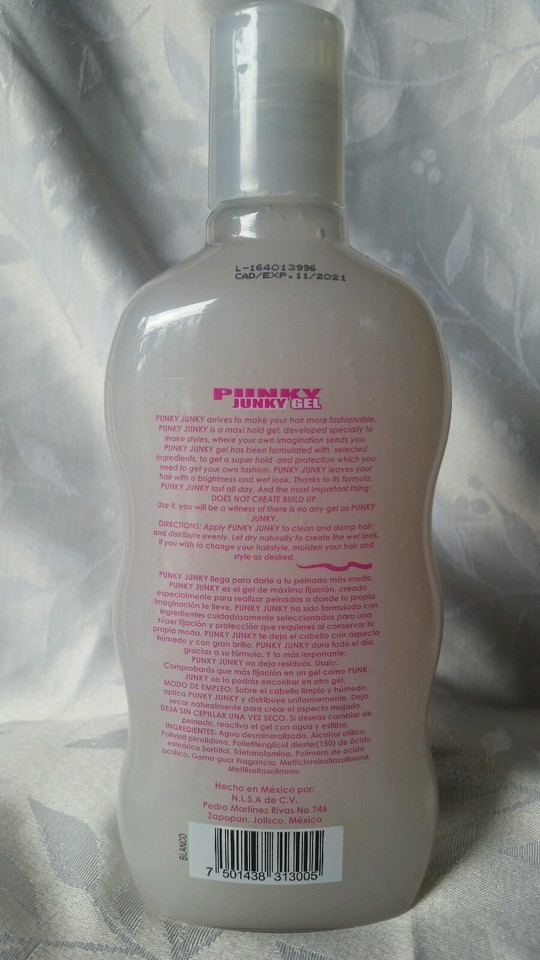 L-164013996
CAD/EXP.11/2021
PUNKY
JUNKY GEL
PUNKY JUNKY arrives to make your hair more fashionable.
PUNKY JUNKY is a maxi hold gel, developed specially to
make styles, where your own imagination sends you.
PUNKY JUNKY gel has been formulated with selected
ingredients, to get a super hold and protection which you
need to get your own fashion. PUNKY JUNKY leaves your
hair with a brightness and wet look. Thanks to its formula.
PUNKY JUNKY last all day. And the most important thing:
DOES NOT CREATE BUILD UP.
Use it, you will be a witness of there is no any gel as PUNKY
JUNKY.
DIRECTIONS: Apply PUNKY JUNKY to clean and damp hair,
and distribute evenly. Let dry naturally to create the wet look.
If you wish to change your hairstyle, moisten your hair and
style as desired.
PUNKY JUNKY llega para darle a tu peinado más moda.
PUNKY JUNKY es el gel de máxima fijación, creado
especialmente para realizar peinados a donde tu propia
imaginación te lleve. PUNKY JUNKY ha sido formulado con
ingredientes cuidadosamente seleccionados para una
súper fijación y protección que requieres al conservar tu
propia moda. PUNKY JUNKY te deja el cabello con aspecto
húmedo y con gran brillo. PUNKY JUNKY dura todo el día,
gracias a su fórmula. Y lo más importante:
PUNKY JUNKY no deja residuos. Usalo.
Comprobarás que más fijación en un gel como PUNK
JUNKY no lo podrás encontrar en otro gel.
MODO DE EMPLEO: Sobre el cabello limpio y húmedo,
aplica PUNKY JUNKY y distribuye uniformemente. Deja
secar naturalmente para crear el aspecto mojado.
DEJA SIN CEPILLAR UNA VEZ SECO. Si deseas cambiar de
peinado, reactiva el gel con agua y estiliza.
INGREDIENTES: Agua desmineralizada, Alcohol etílico,
Polivinil pirrolidona, Polietilenglicol diester(150) de ácido
esteárico Sorbitol, Trietanolamina, Polímero de ácido
acrílico, Goma guar Fragancia, Metilcloroisotiazolinona,
Metilisotiazolinona.
Hecho en México por:
N.L.S.A de C.V.
Pedro Martínez Rivas No.746
Zapopan, Jalisco. México
BLANCO
7 501438 313005